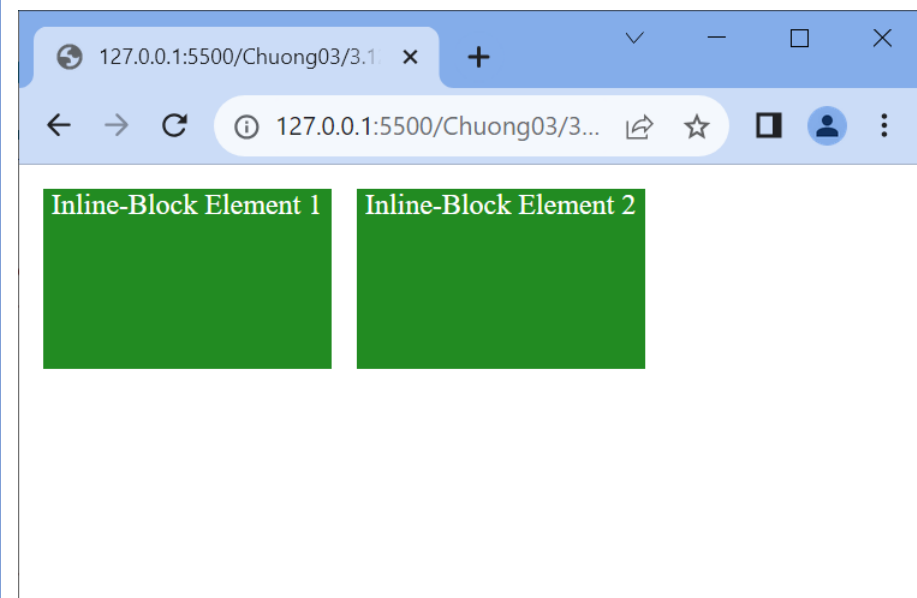 127.0.0.1:5500/Chuong03/3.1
127.0.0.1:5500/Chuong03/3...
Inline-Block Element 1
Inline-Block Element 2